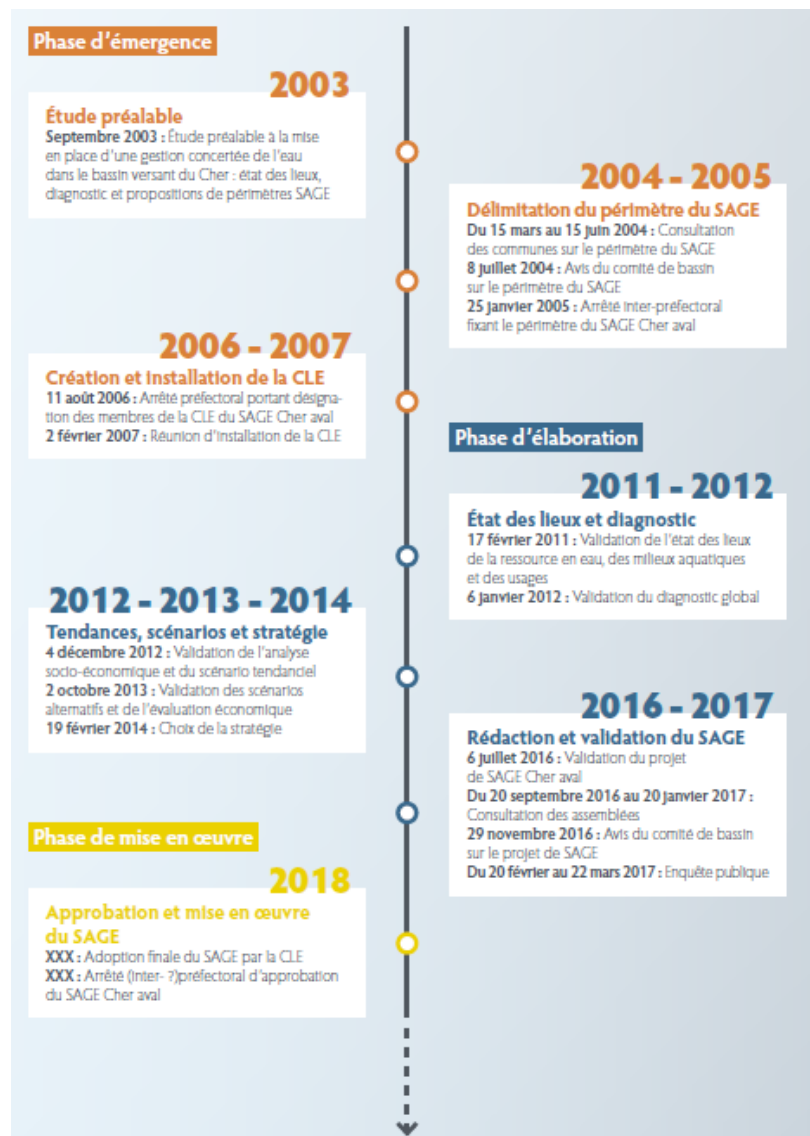 Phase d'émergence
2003
Étude préalable
Septembre 2003 : Étude préalable à la mise
en place d'une gestion concertée de l'eau
dans le bassin versant du Cher : état des lieux,
diagnostic et propositions de périmètres SAGE
2004 - 2005
Délimitation du périmètre du SAGE
Du 15 mars au 15 juin 2004 : Consultation
des communes sur le périmètre du SAGE
8 juillet 2004 : Avis du comité de bassin
sur le périmètre du SAGE
25 janvier 2005 : Arrêté inter-préfectoral
fixant le périmètre du SAGE Cher aval
2006 - 2007
Création et installation de la CLE
11 août 2006 : Arrêté préfectoral portant désigna-
tion des membres de la CLE du SAGE Cher aval
2 février 2007 : Réunion d'installation de la CLE
Phase d'élaboration
2011 - 2012
État des lieux et diagnostic
17 février 2011 : Validation de l'état des lieux
de la ressource en eau, des milieux aquatiques
et des usages
6 janvier 2012 : Validation du diagnostic global
2012 - 2013 - 2014
Tendances, scénarios et stratégie
4 décembre 2012 : Validation de l'analyse
socio-économique et du scénario tendanciel
2 octobre 2013 : Validation des scénarios
alternatifs et de l'évaluation économique
19 février 2014 : Choix de la stratégie
2016 - 2017
Rédaction et validation du SAGE
6 juillet 2016 : Validation du projet
de SAGE Cher aval
Du 20 septembre 2016 au 20 janvier 2017 :
Consultation des assemblées
29 novembre 2016 : Avis du comité de bassin
sur le projet de SAGE
Du 20 février au 22 mars 2017 : Enquête publique
Phase de mise en œuvre
2018
Approbation et mise en œuvre
du SAGE
XXX : Adoption finale du SAGE par la CLE
XXX : Arrêté (inter- ?)préfectoral d'approbation
du SAGE Cher aval